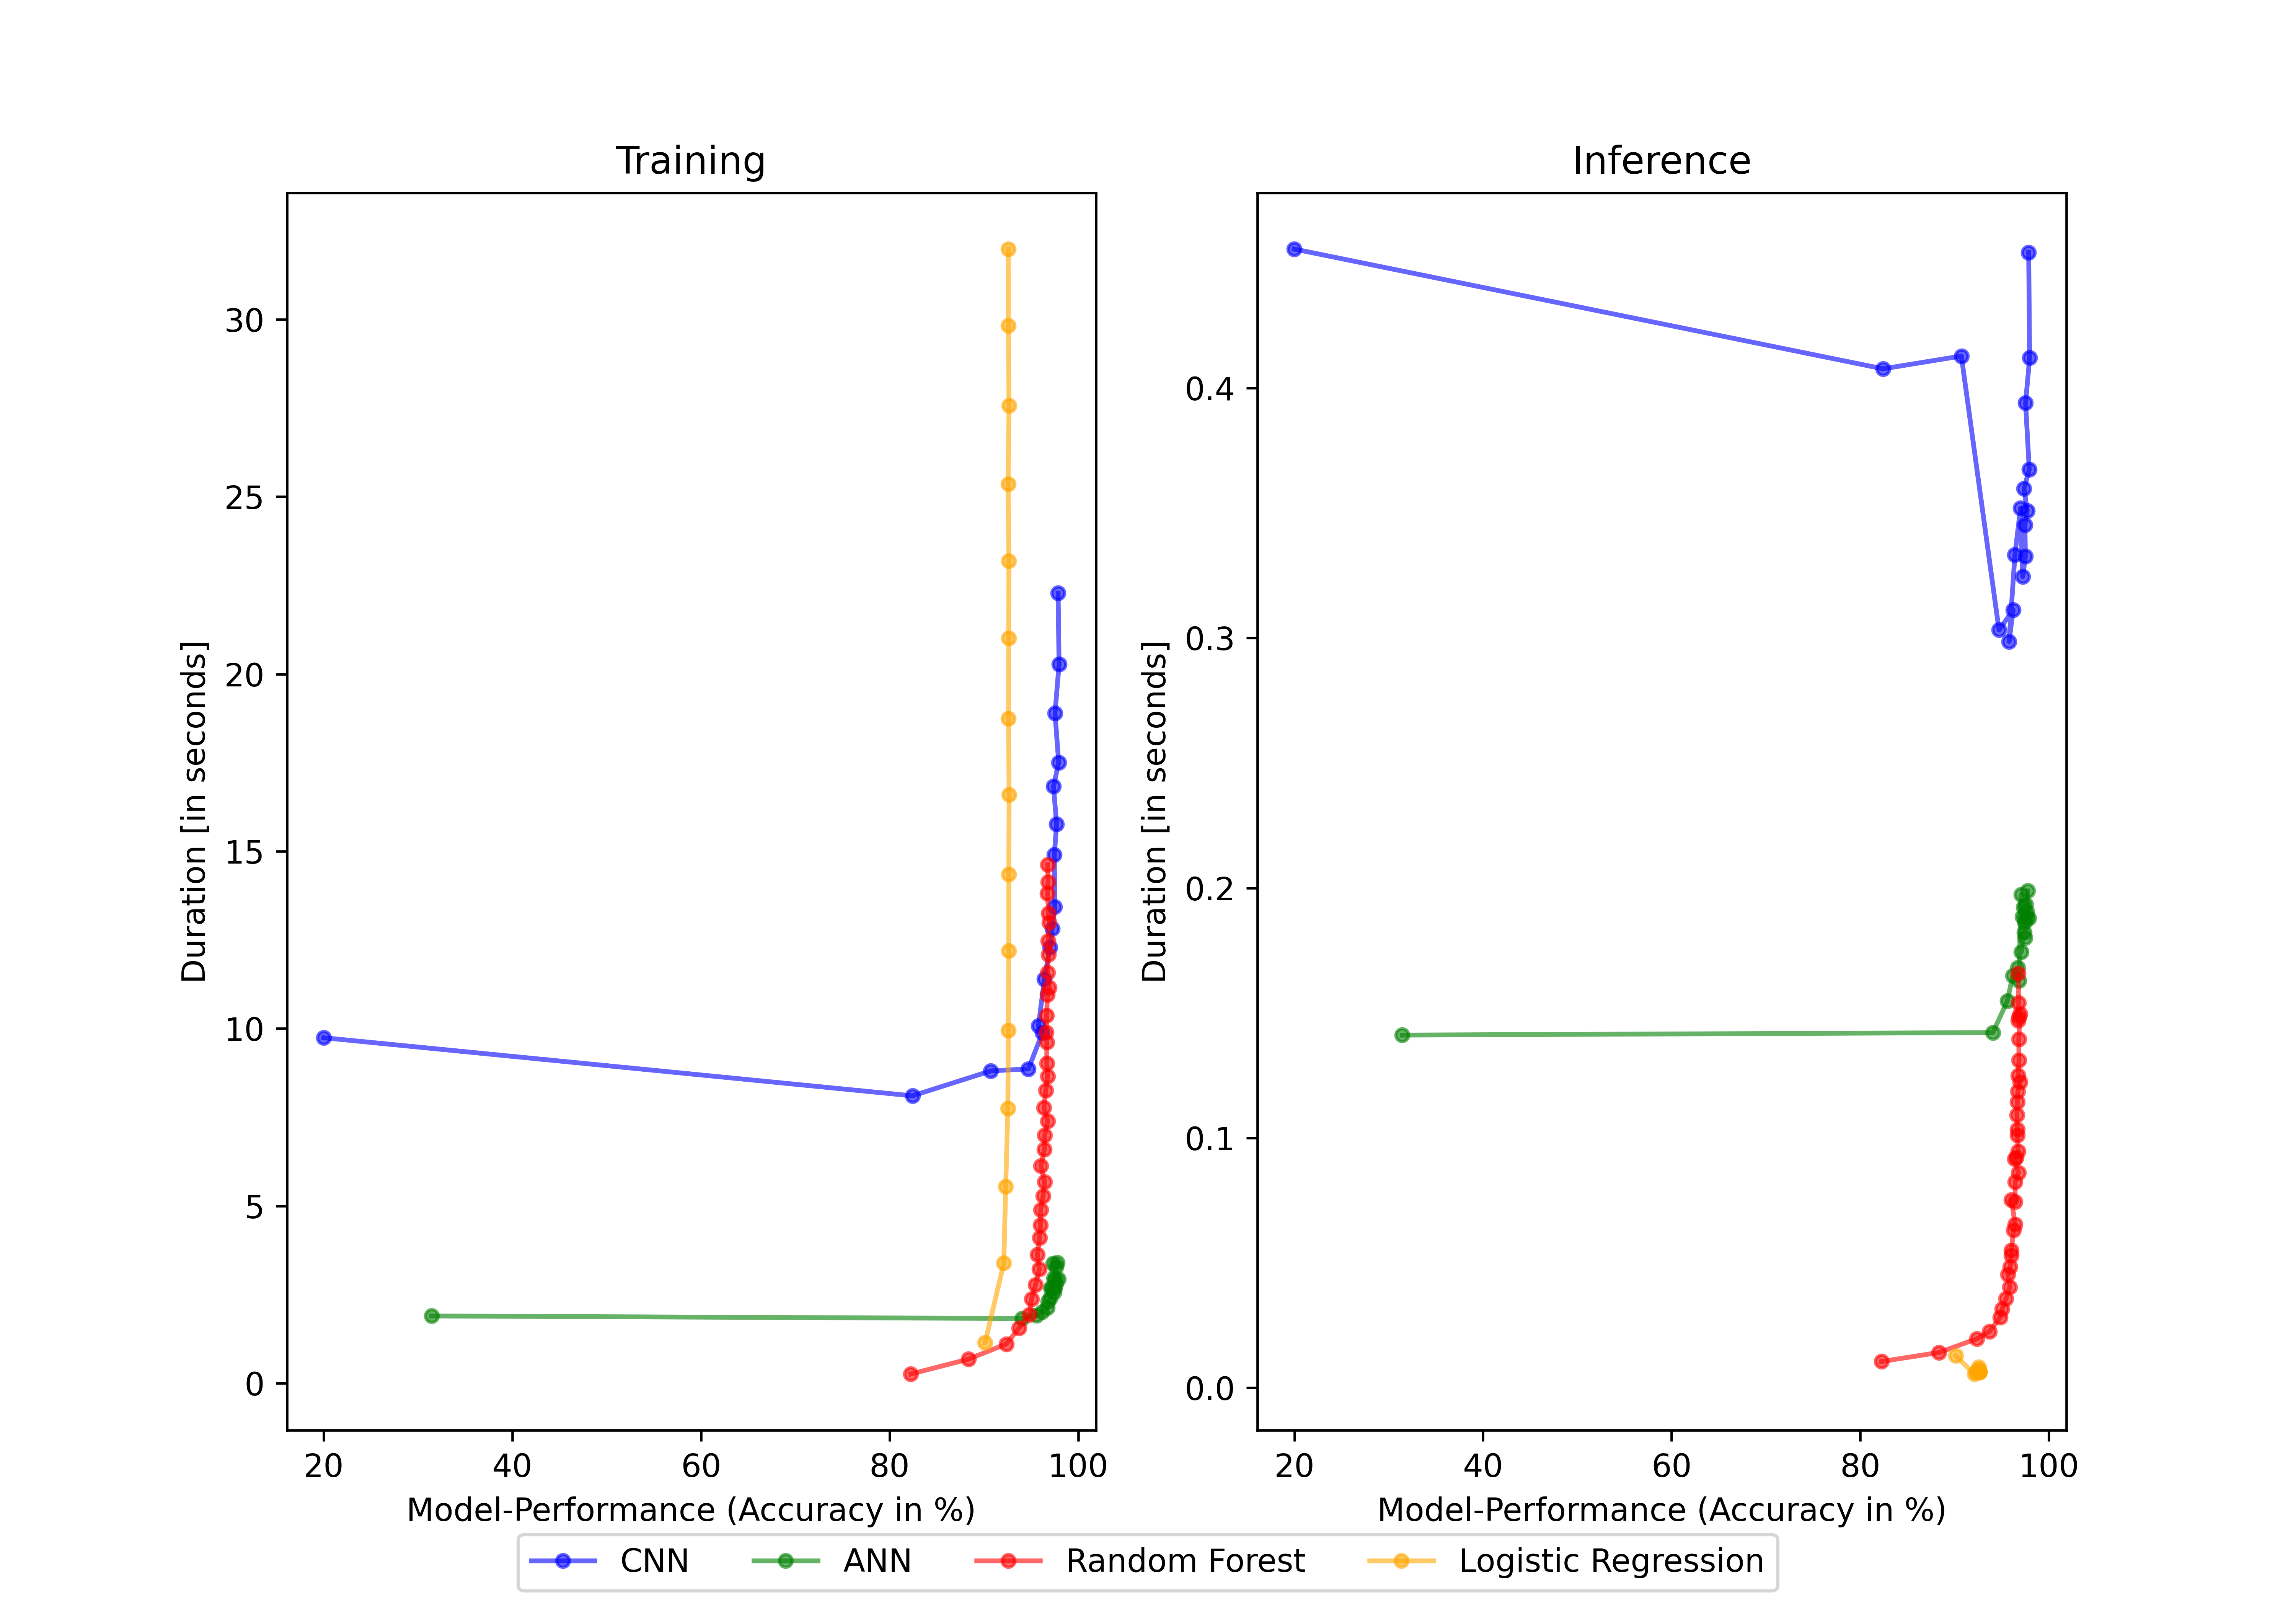 Training
Inference
Duration [in seconds]
30
25
20
15
10
5
0
20 40 60 80 100
Model-Performance (Accuracy in %)
Duration [in seconds]
0.4
0.3
0.2
0.1
0.0
20 40 60 80 100
Model-Performance (Accuracy in %)
CNN ANN Random Forest Logistic Regression